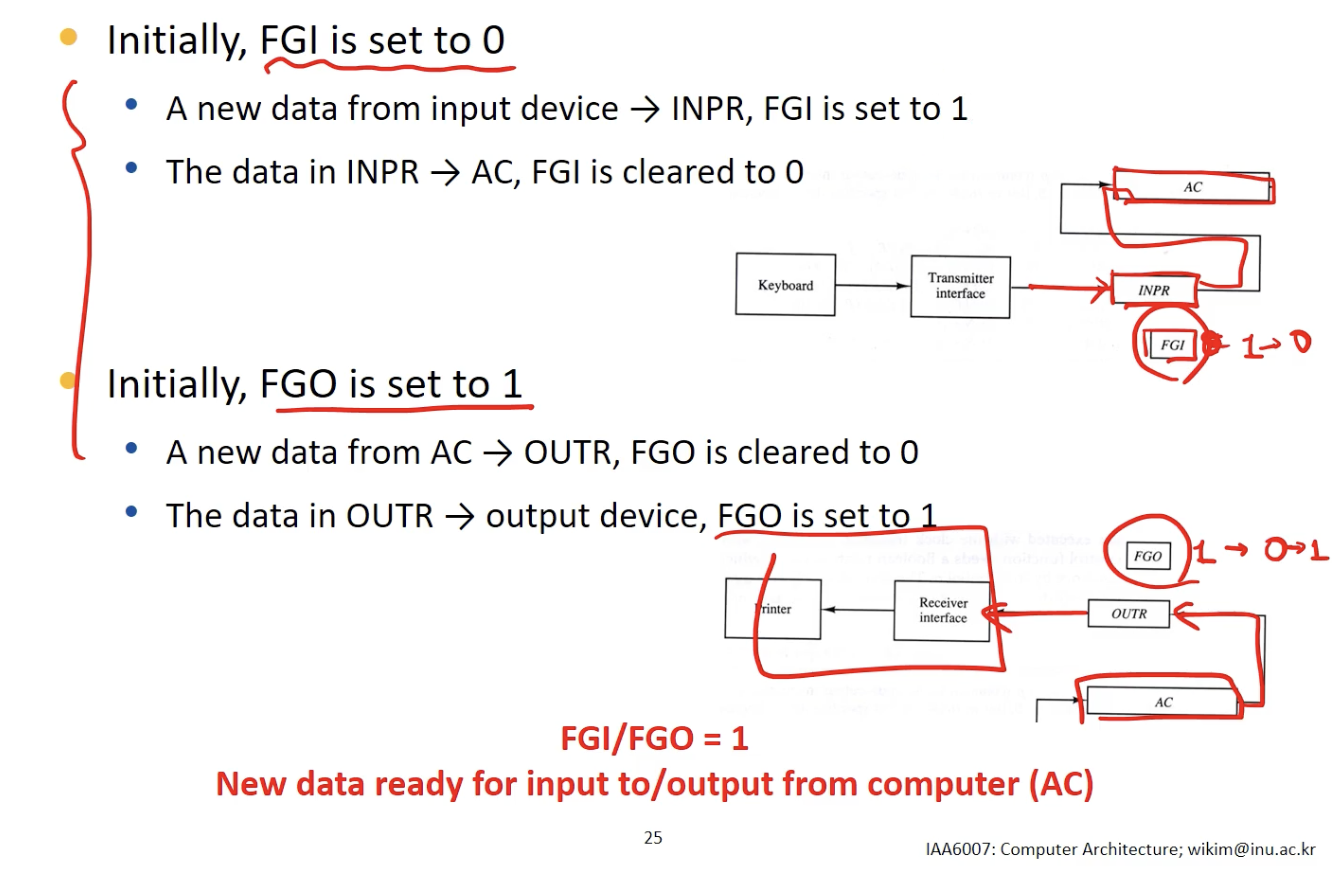 Initially, FGI is set to 0
A new data from input device → INPR, FGI is set to 1
The data in INPR → AC, FGI is cleared to 0
AC
Keyboard
Transmitter
interface
INPR
FGI
1→0
Initially, FGO is set to 1
A new data from AC → OUTR, FGO is cleared to 0
The data in OUTR → output device, FGO is set to 1
FGO
1 → 0→1
Printer
Receiver
interface
OUTR
AC
FGI/FGO = 1
New data ready for input to/output from computer (AC)
25
IAA6007: Computer Architecture; wikim@inu.ac.kr